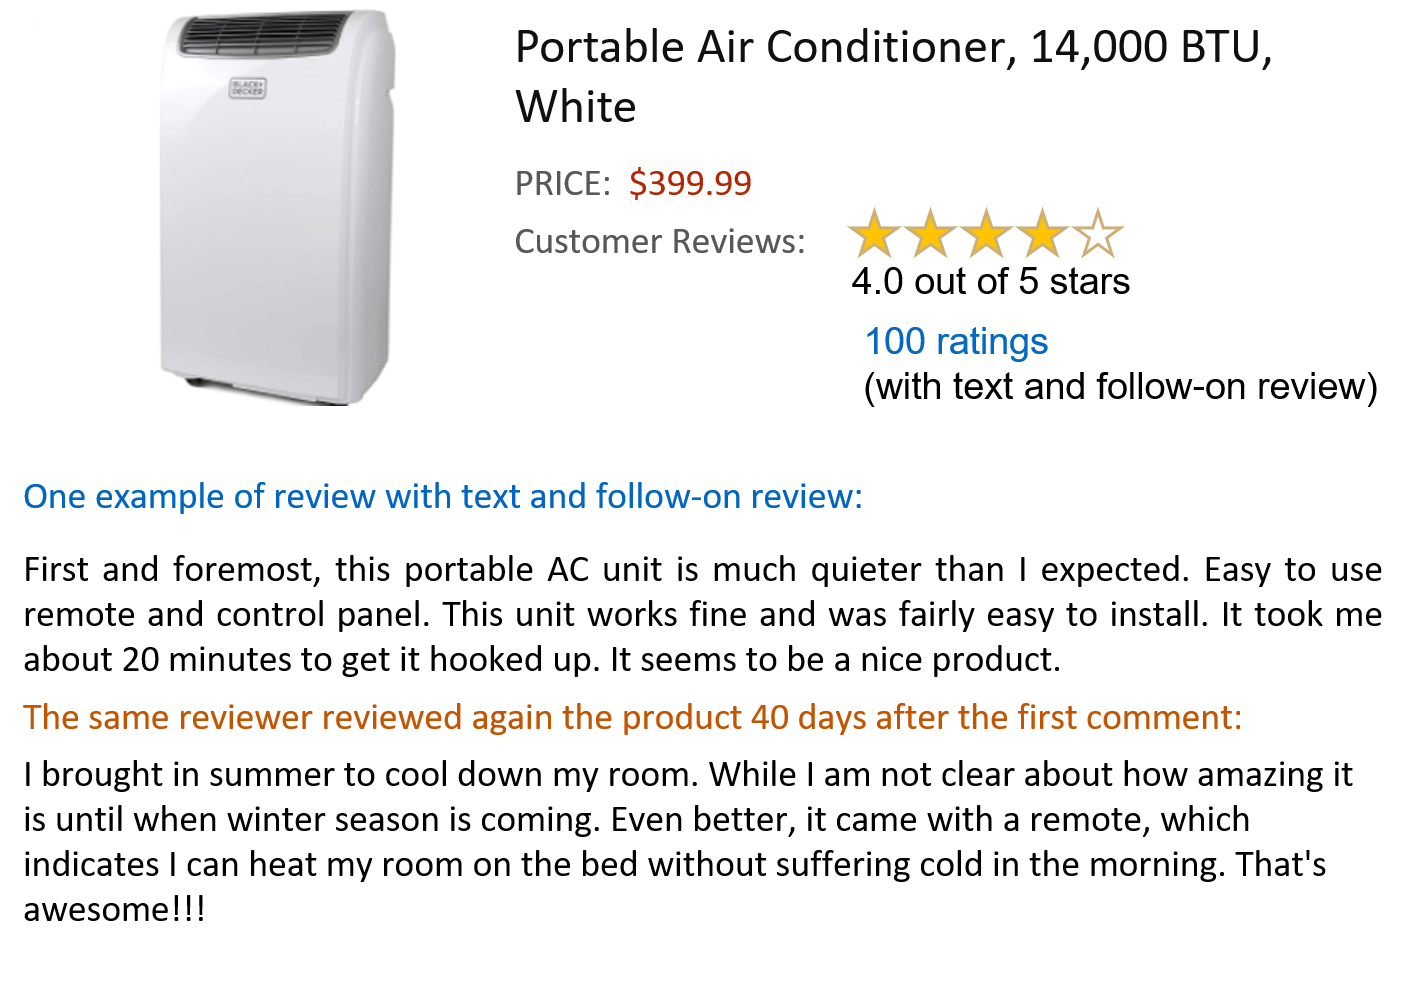 BLACK+
DECKER
Portable Air Conditioner, 14,000 BTU,
White
PRICE: $399.99
Customer Reviews:
4.0 out of 5 stars
100 ratings
(with text and follow-on review)
One example of review with text and follow-on review:
First and foremost, this portable AC unit is much quieter than I expected. Easy to use
remote and control panel. This unit works fine and was fairly easy to install. It took me
about 20 minutes to get it hooked up. It seems to be a nice product.
The same reviewer reviewed again the product 40 days after the first comment:
I brought in summer to cool down my room. While I am not clear about how amazing it
is until when winter season is coming. Even better, it came with a remote, which
indicates I can heat my room on the bed without suffering cold in the morning. That's
awesome!!!